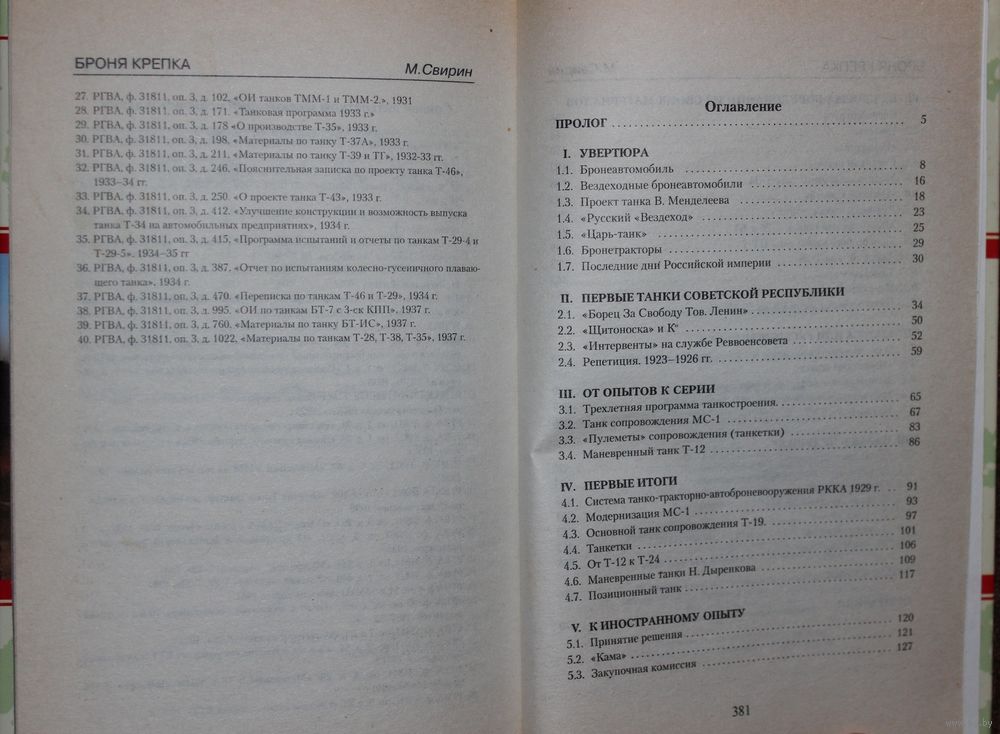 БРОНЯ КРЕПКА
М.Свирин
27. РГВА, ф. 31811, оп. 3, д. 102. «ОИ танков ТММ-1 и ТММ-2.», 1931
28. РГВА, ф. 31811, оп. 3, д. 171. «Танковая программа 1933 г.»
29. РГВА, ф. 31811, оп. 3, д. 178 «О производстве Т-35», 1933 г.
30. РГВА, ф. 31811, оп. 3, д. 198. «Материалы по танку Т-37А», 1933 г.
31. РГВА, ф. 31811, оп. 3, д. 211. «Материалы по танку Т-39 и ТГ», 1932-33 гг.
32. РГВА, ф. 31811, оп. 3, д. 246. «Пояснительная записка по проекту танка Т-46»,
1933–34 гг.
33. РГВА, ф. 31811, оп. 3, д. 250. «О проекте танка Т-43», 1933 г.
34. РГВА, ф. 31811, оп. 3, д. 412. «Улучшение конструкции и возможность выпуска
танка Т-34 на автомобильных предприятиях», 1934 г.
35. РГВА, ф. 31811, оп. 3, д. 415. «Программа испытаний и отчеты по танкам Т-29-4 и
Т-29-5». 1934–35 гг
36. РГВА, ф. 31811, оп. 3, д. 387. «Отчет по испытаниям колесно-гусеничного плаваю-
щего танка», 1934 г.
37. РГВА, ф. 31811, оп. 3, д. 470. «Переписка по танкам Т-46 и Т-29», 1934 г.
38. РГВА, ф. 31811, оп. 3, д. 995. «ОИ по танкам БТ-7 с 3-ск КПП», 1937 г.
39. РГВА, ф. 31811, оп. 3, д. 760. «Материалы по танку БТ-ИС», 1937 г.
40. РГВА, ф. 31811, оп. 3, д. 1022. «Материалы по танкам Т-28, Т-38, Т-35», 1937 г.
Оглавление
ПРОЛОГ 5
I. УВЕРТЮРА
1.1. Бронеавтомобиль 8
1.2. Вездеходные бронеавтомобили 16
1.3. Проект танка В. Менделеева 18
1.4. «Русский «Вездеход» 23
1.5. «Царь-танк» 25
1.6. Бронетракторы 29
1.7. Последние дни Российской империи 30
II. ПЕРВЫЕ ТАНКИ СОВЕТСКОЙ РЕСПУБЛИКИ
2.1. «Борец За Свободу Тов. Ленин» 34
2.2. «Щитоноска» и К° 50
2.3. «Интервенты» на службе Реввоенсовета 52
2.4. Репетиция. 1923–1926 гг. 59
III. ОТ ОПЫТОВ К СЕРИИ
3.1. Трехлетняя программа танкостроения. 65
3.2. Танк сопровождения МС-1 67
3.3. «Пулеметы» сопровождения (танкетки) 83
3.4. Маневренный танк Т-12 86
IV. ПЕРВЫЕ ИТОГИ
4.1. Система танко-тракторно-автоброневооружения РККА 1929 г. 91
4.2. Модернизация МС-1 93
4.3. Основной танк сопровождения Т-19. 97
4.4. Танкетки 101
4.5. От Т-12 к Т-24 106
4.6. Маневренные танки Н. Дыренкова 109
4.7. Позиционный танк 117
V. К ИНОСТРАННОМУ ОПЫТУ
5.1. Принятие решения 120
5.2. «Кама» 121
5.3. Закупочная комиссия 127
381